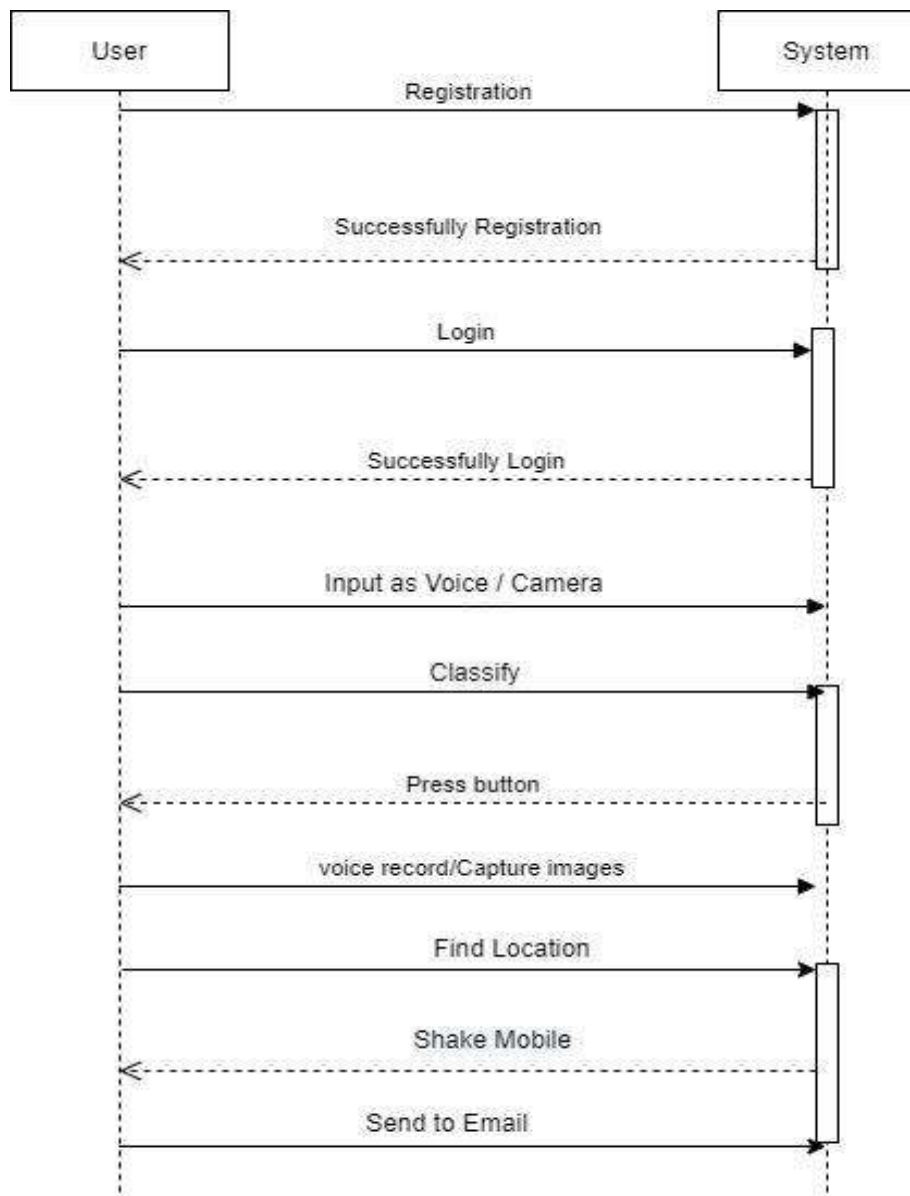 User
System
Registration
Successfully Registration
Login
Successfully Login
Input as Voice / Camera
Classify
Press button
voice record/Capture images
Find Location
Shake Mobile
Send to Email